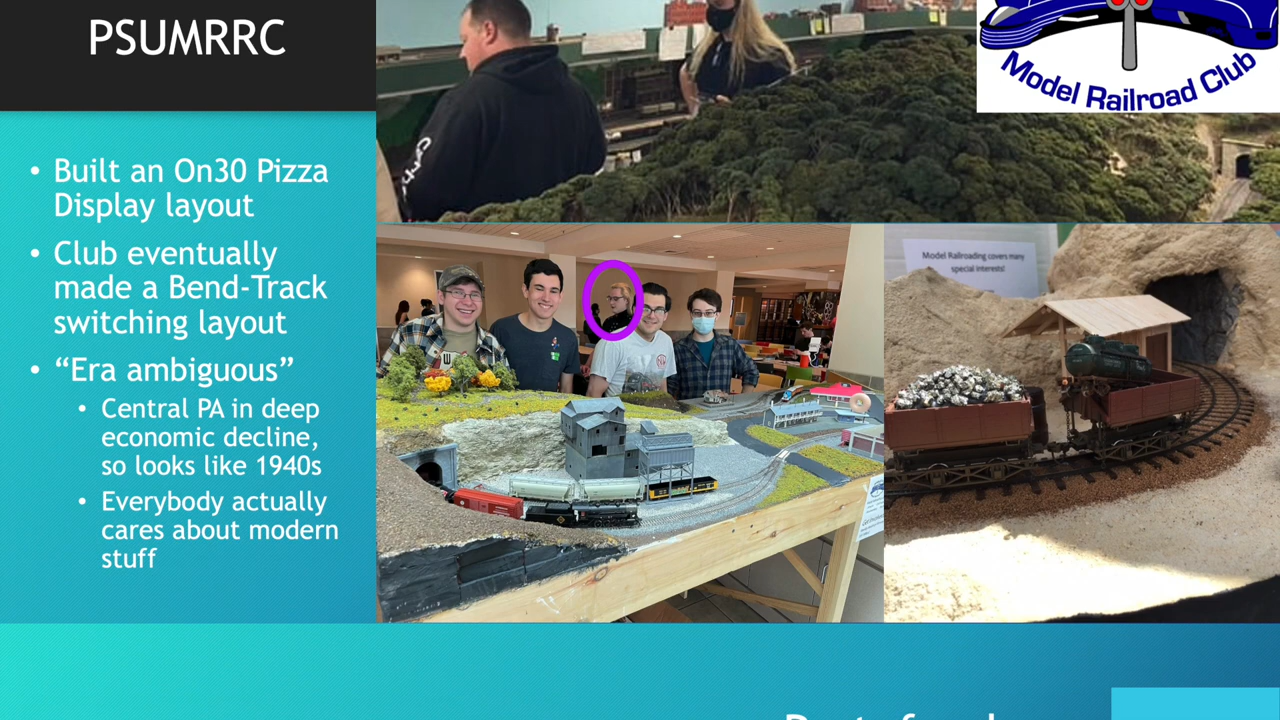 PSUMRRC
Model Railroad Club
• Built an On30 Pizza
Display layout
• Club eventually
made a Bend-Track
switching layout
• “Era ambiguous”
• Central PA in deep
economic decline,
so looks like 1940s
• Everybody actually
cares about modern
stuff
Model Railroading covers many
special interests!